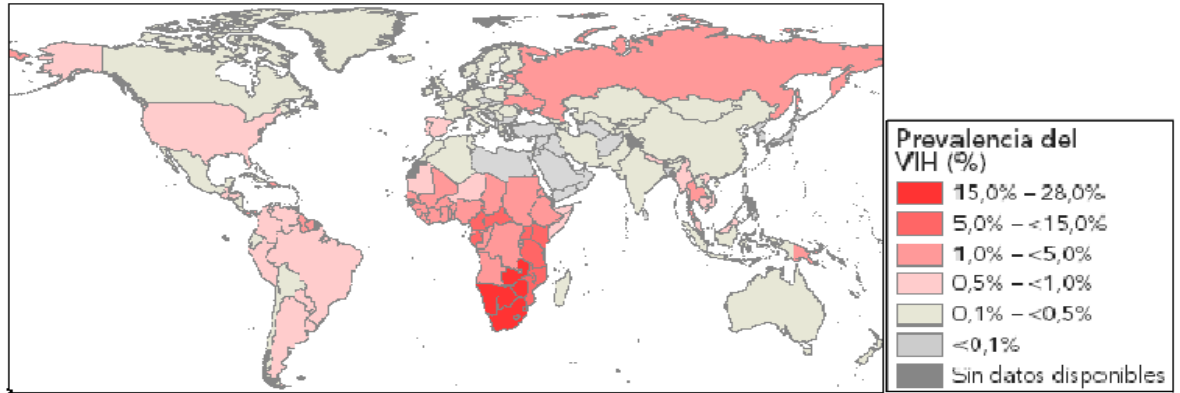 Prevalencia del
VIH (%)
15,0% – 28,0%
5,0% – <15,0%
1,0% – <5,0%
0,5% – <1,0%
0,1% – <0,5%
<0,1%
Sin datos disponibles